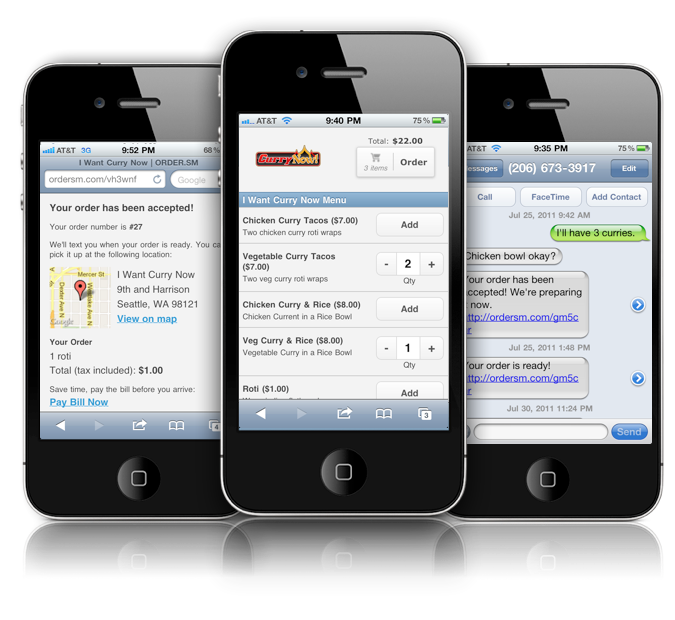 AT&T 3G 9:52 PM 68%
I Want Curry Now | ORDER.SM
ordersm.com/vh3wnf Google
Your order has been accepted!
Your order number is #27
We'll text you when your order is ready. You ca
pick it up at the following location:
Mercer St
Dexter Ave N
Westlake Ave N
Google
I Want Curry Now
9th and Harrison
Seattle, WA 98121
View on map
Your Order
1 roti
Total (tax included): $1.00
Save time, pay the bill before you arrive:
Pay Bill Now
4
AT&T 9:40 PM 75%
Total: $22.00
CurryNow!
3 items Order
I Want Curry Now Menu
Chicken Curry Tacos ($7.00)
Two chicken curry roti wraps
Add
Vegetable Curry Tacos
($7.00)
Two veg curry roti wraps
- 2 +
Qty
Chicken Curry & Rice ($8.00)
Chicken Current in a Rice Bowl
Add
Veg Curry & Rice ($8.00)
Vegetable Curry in a Rice Bowl
- 1 +
Qty
Roti ($1.00)
Add
3
AT&T 9:35 PM 75%
essages (206) 673-3917 Edit
Call FaceTime Add Contact
Jul 25, 2011 9:42 AM
I'll have 3 curries.
Chicken bowl okay?
Your order has been
accepted! We're preparing
t now.
http://ordersm.com/gm5c
r
Jul 25, 2011 1:48 PM
Your order is ready!
http://ordersm.com/gm5c
r
Jul 30, 2011 11:24 PM
Send